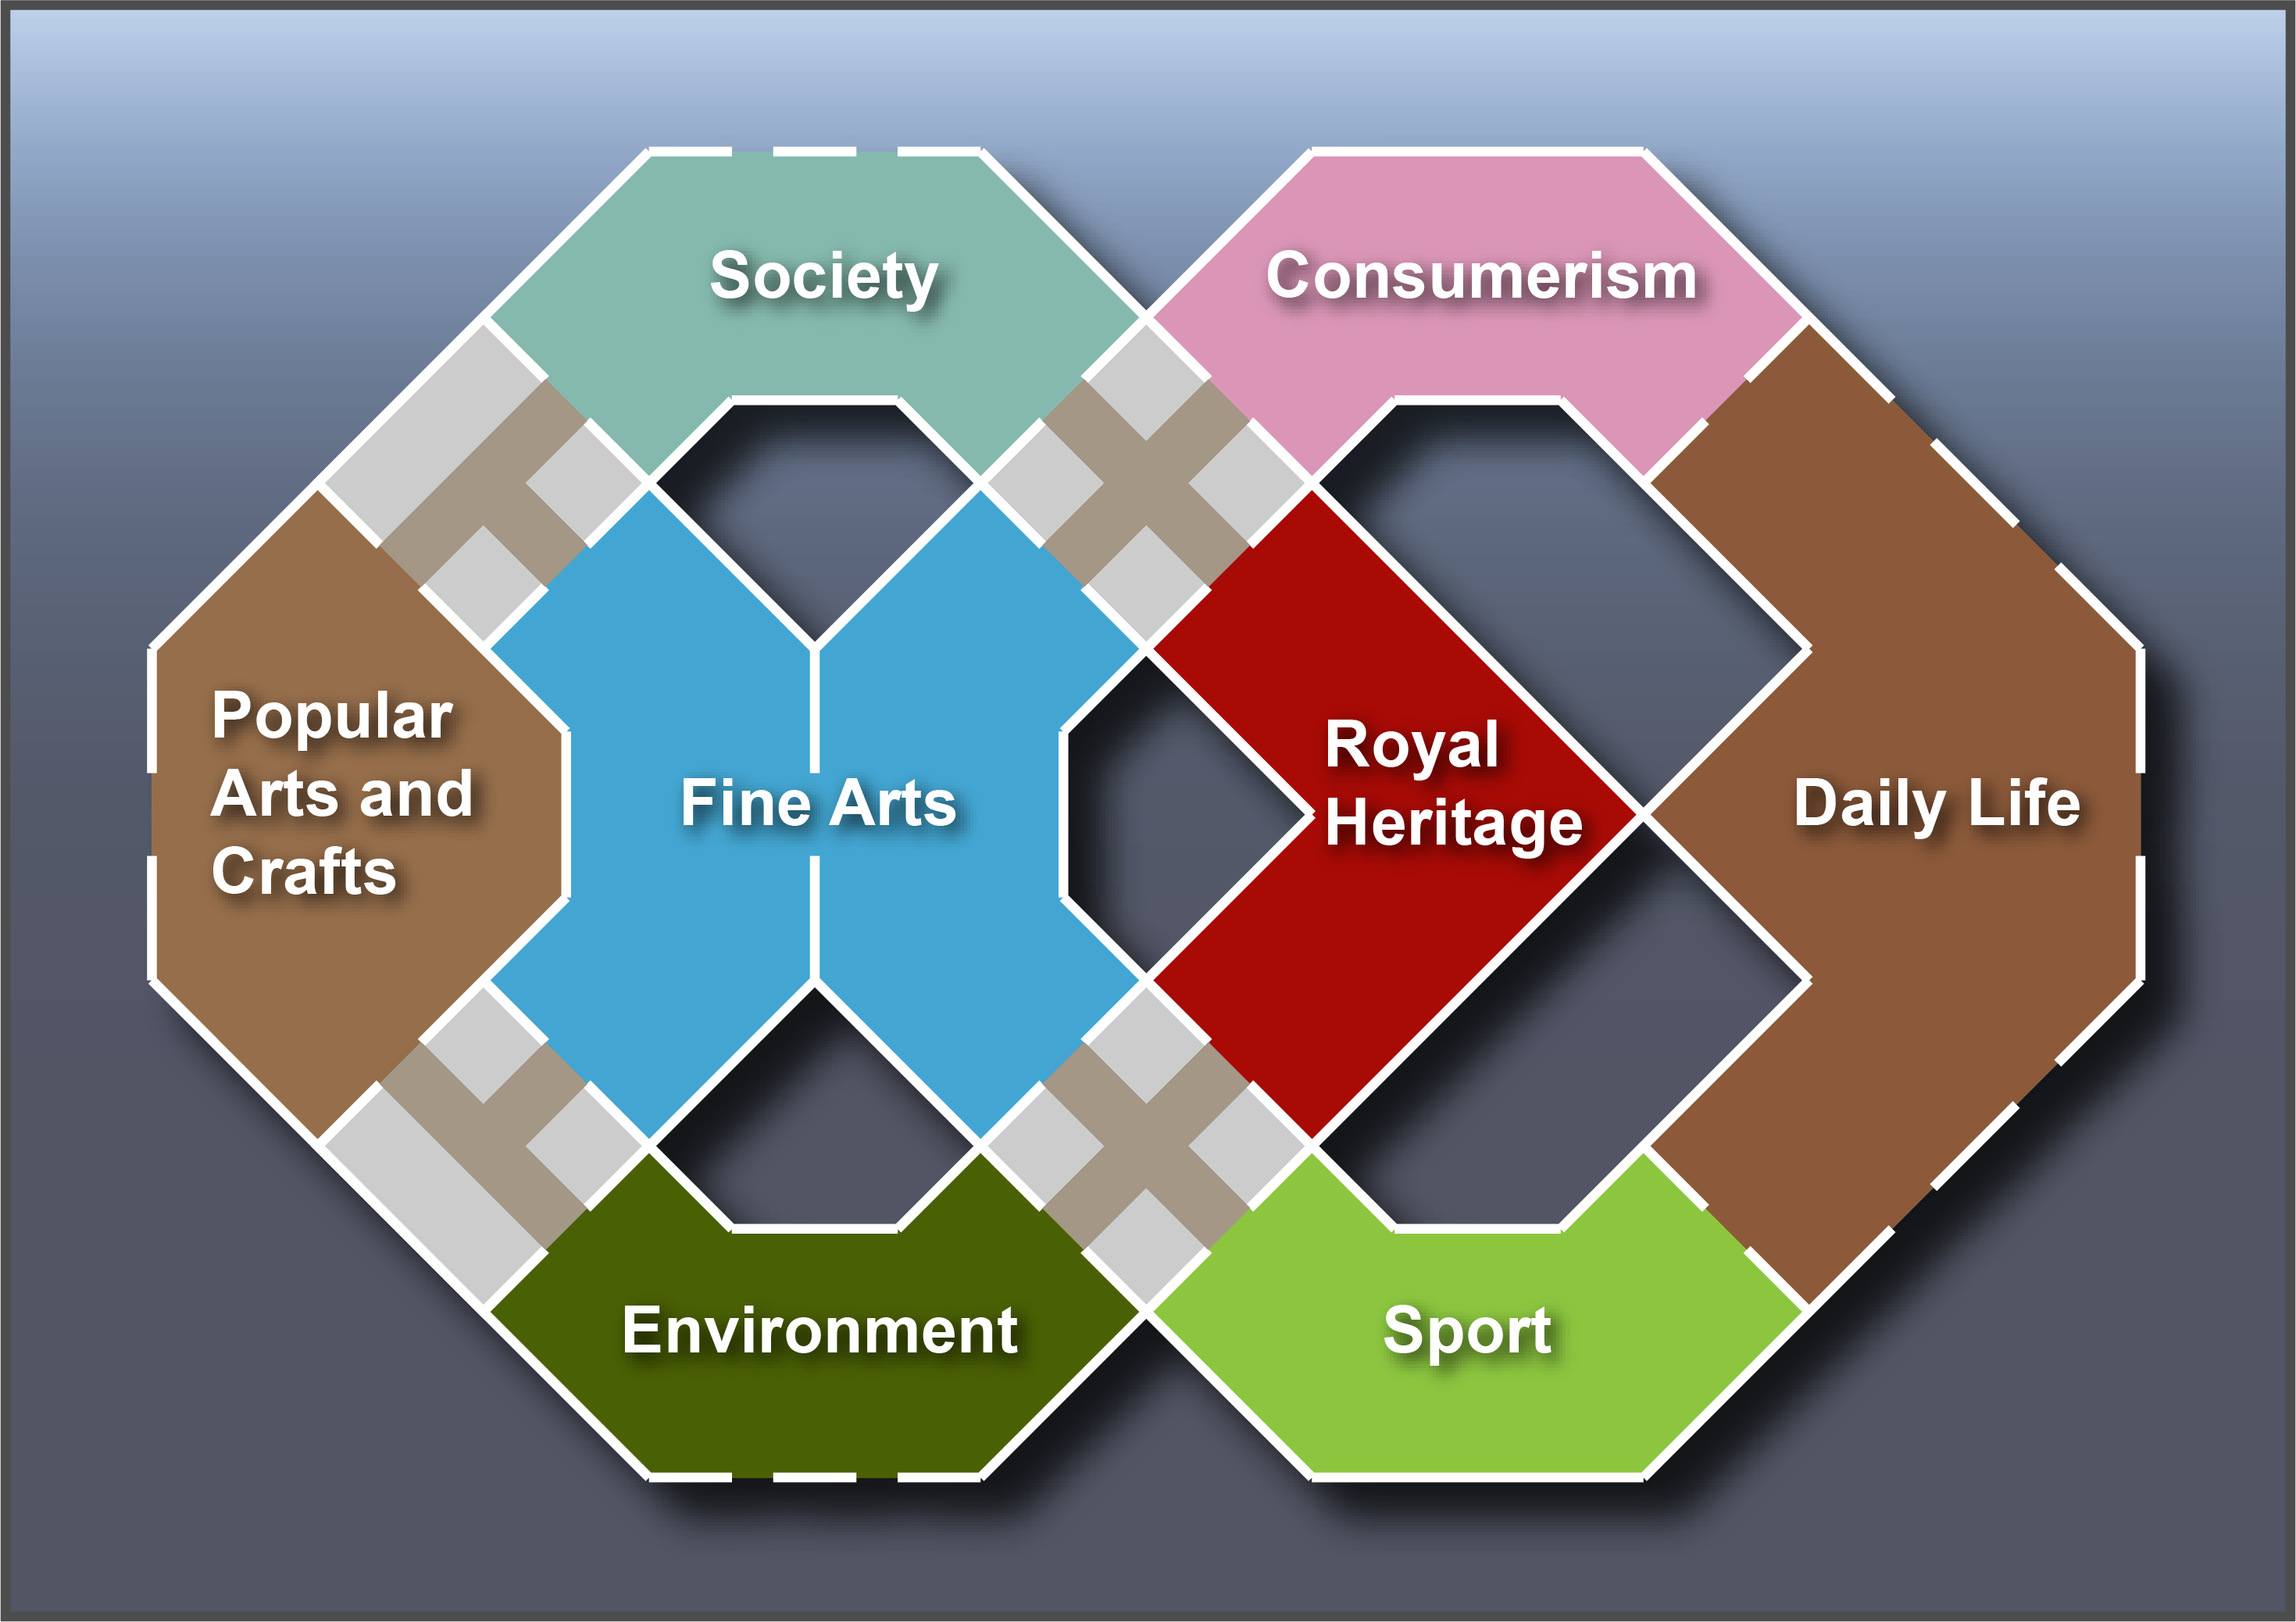 Society
Consumerism
Popular
Arts and
Crafts
Fine Arts
Royal
Heritage
Daily Life
Environment
Sport